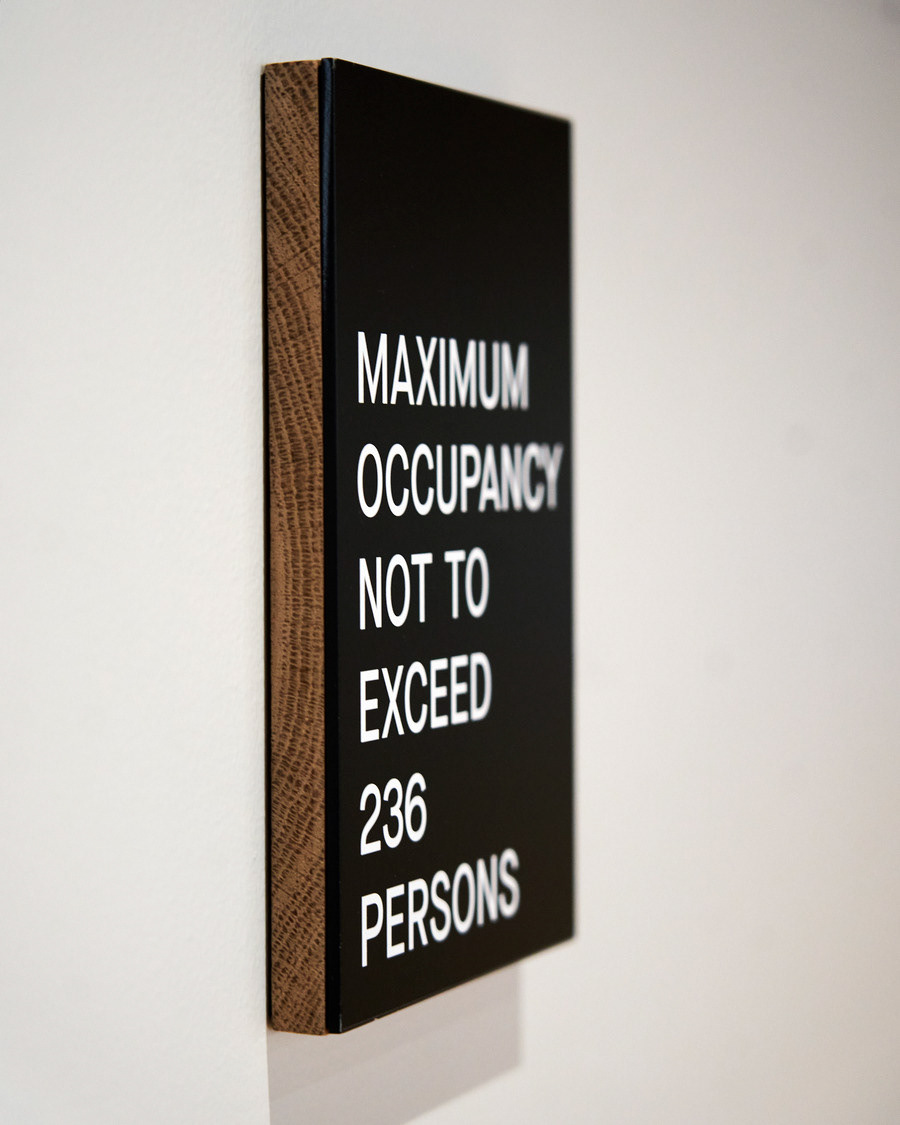 MAXIMUM
OCCUPANCY
NOT TO
EXCEED
236
PERSONS